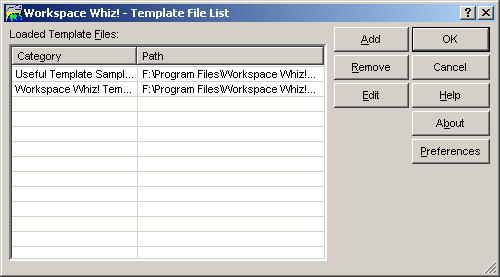 Workspace Whiz! - Template File List
Loaded Template Files:
Category Path
Useful Template Sampl... F:\Program Files\Workspace Whiz!...
Workspace Whiz! Tem... F:\Program Files\Workspace Whiz!...
Add OK
Remove Cancel
Edit Help
About
Preferences